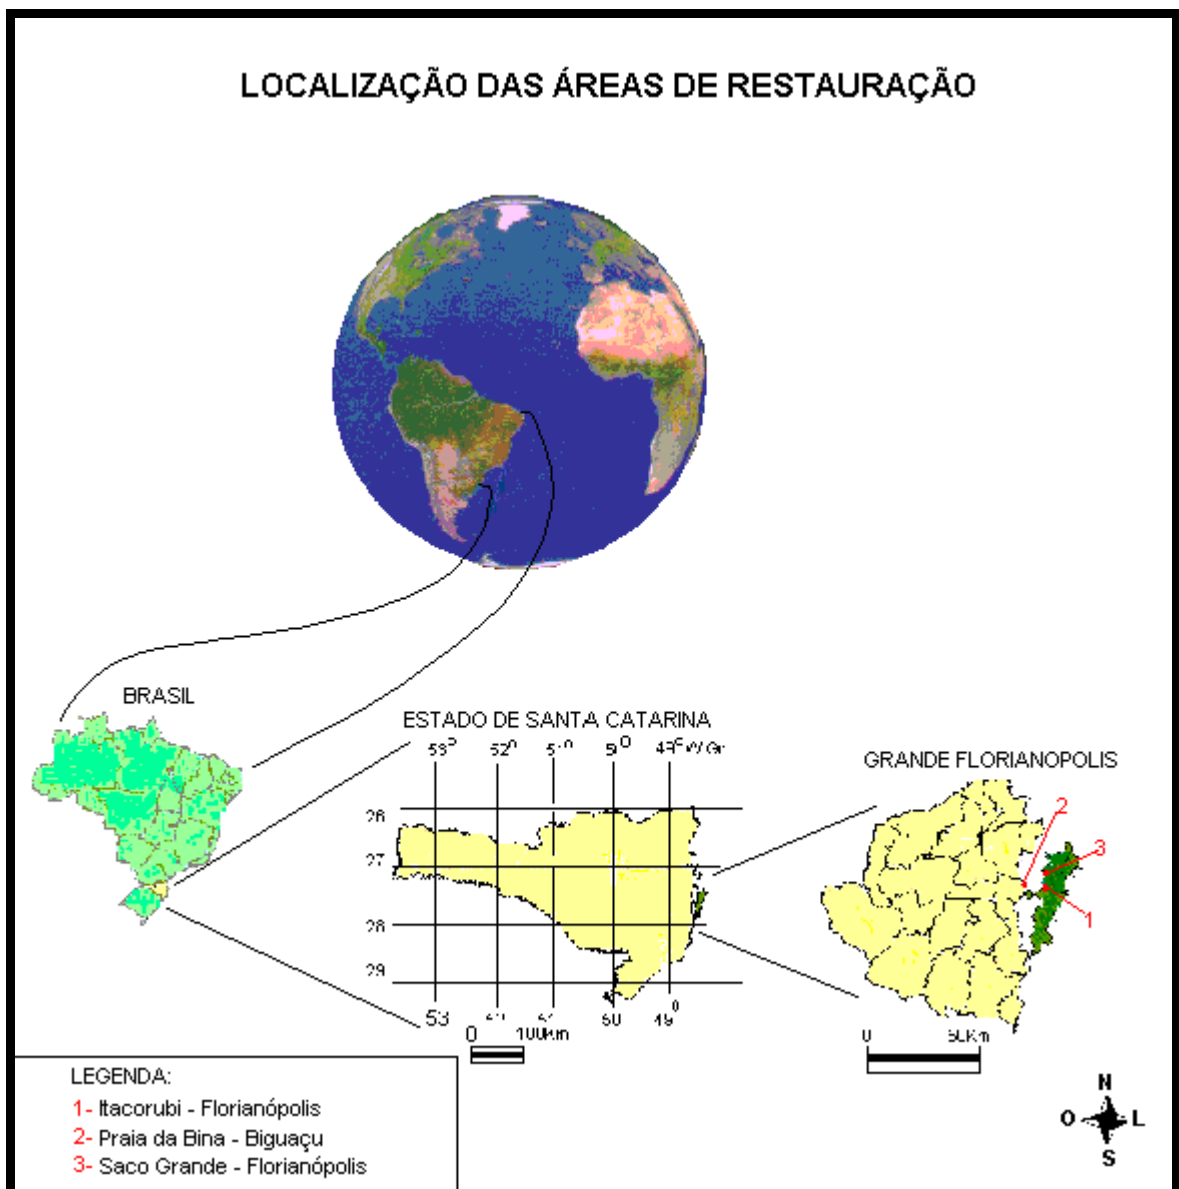 LOCALIZAÇÃO DAS ÁREAS DE RESTAURAÇÃO
BRASIL
ESTADO DE SANTA CATARINA
GRANDE FLORIANOPOLIS
53° 52° 50° 49° W Gr
26
27
28
29
53 50 49°
0 100Km
2
3
1
0 50Km
LEGENDA:
1- Itacorubi - Florianópolis
2- Praia da Bina - Biguaçu
3- Saco Grande - Florianópolis
N
O L
S